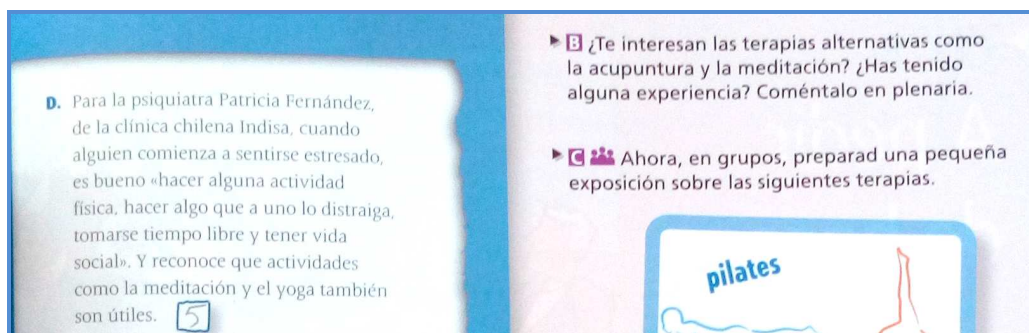 D. Para la psiquiatra Patricia Fernández,
de la clínica chilena Indisa, cuando
alguien comienza a sentirse estresado,
es bueno «hacer alguna actividad
física, hacer algo que a uno lo distraiga,
tomarse tiempo libre y tener vida
social». Y reconoce que actividades
como la meditación y el yoga también
son útiles. 5
B ¿Te interesan las terapias alternativas como
la acupuntura y la meditación? ¿Has tenido
alguna experiencia? Coméntalo en plenaria.
C Ahora, en grupos, preparad una pequeña
exposición sobre las siguientes terapias.
pilates